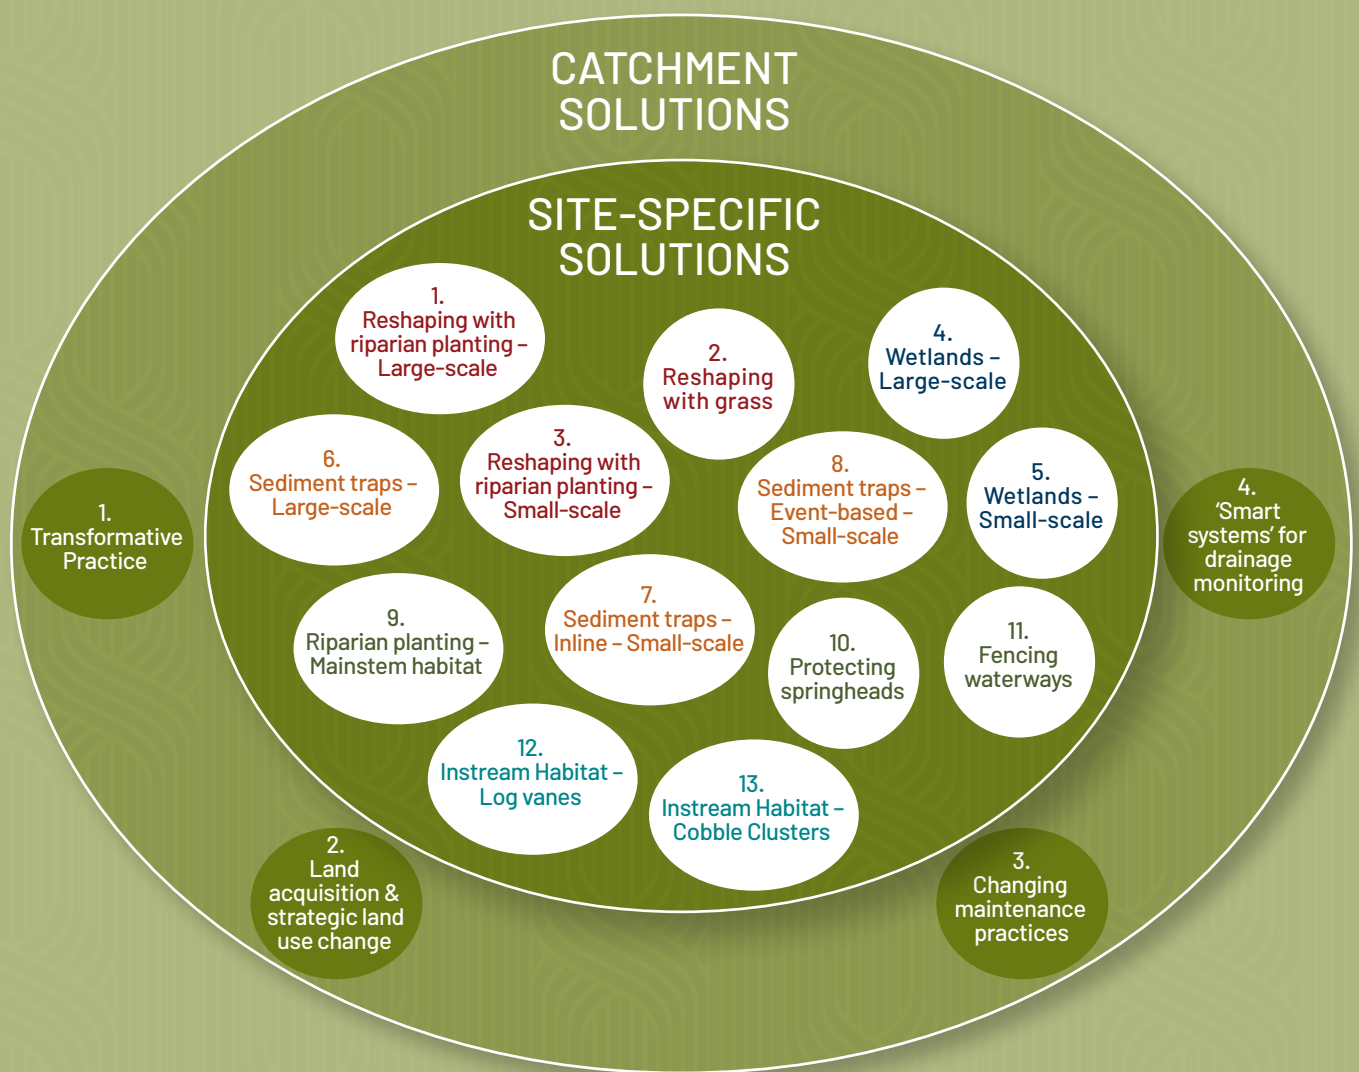 CATCHMENT
SOLUTIONS
SITE-SPECIFIC
SOLUTIONS
1.
Reshaping with
riparian planting –
Large-scale
2.
Reshaping
with grass
4.
Wetlands –
Large-scale
6.
Sediment traps –
Large-scale
3.
Reshaping with
riparian planting –
Small-scale
8.
Sediment traps –
Event-based –
Small-scale
5.
Wetlands –
Small-scale
1.
Transformative
Practice
4.
‘Smart
systems’ for
drainage
monitoring
9.
Riparian planting –
Mainstem habitat
7.
Sediment traps –
Inline – Small-scale
10.
Protecting
springheads
11.
Fencing
waterways
12.
Instream Habitat –
Log vanes
13.
Instream Habitat –
Cobble Clusters
2.
Land
acquisition &
strategic land
use change
3.
Changing
maintenance
practices